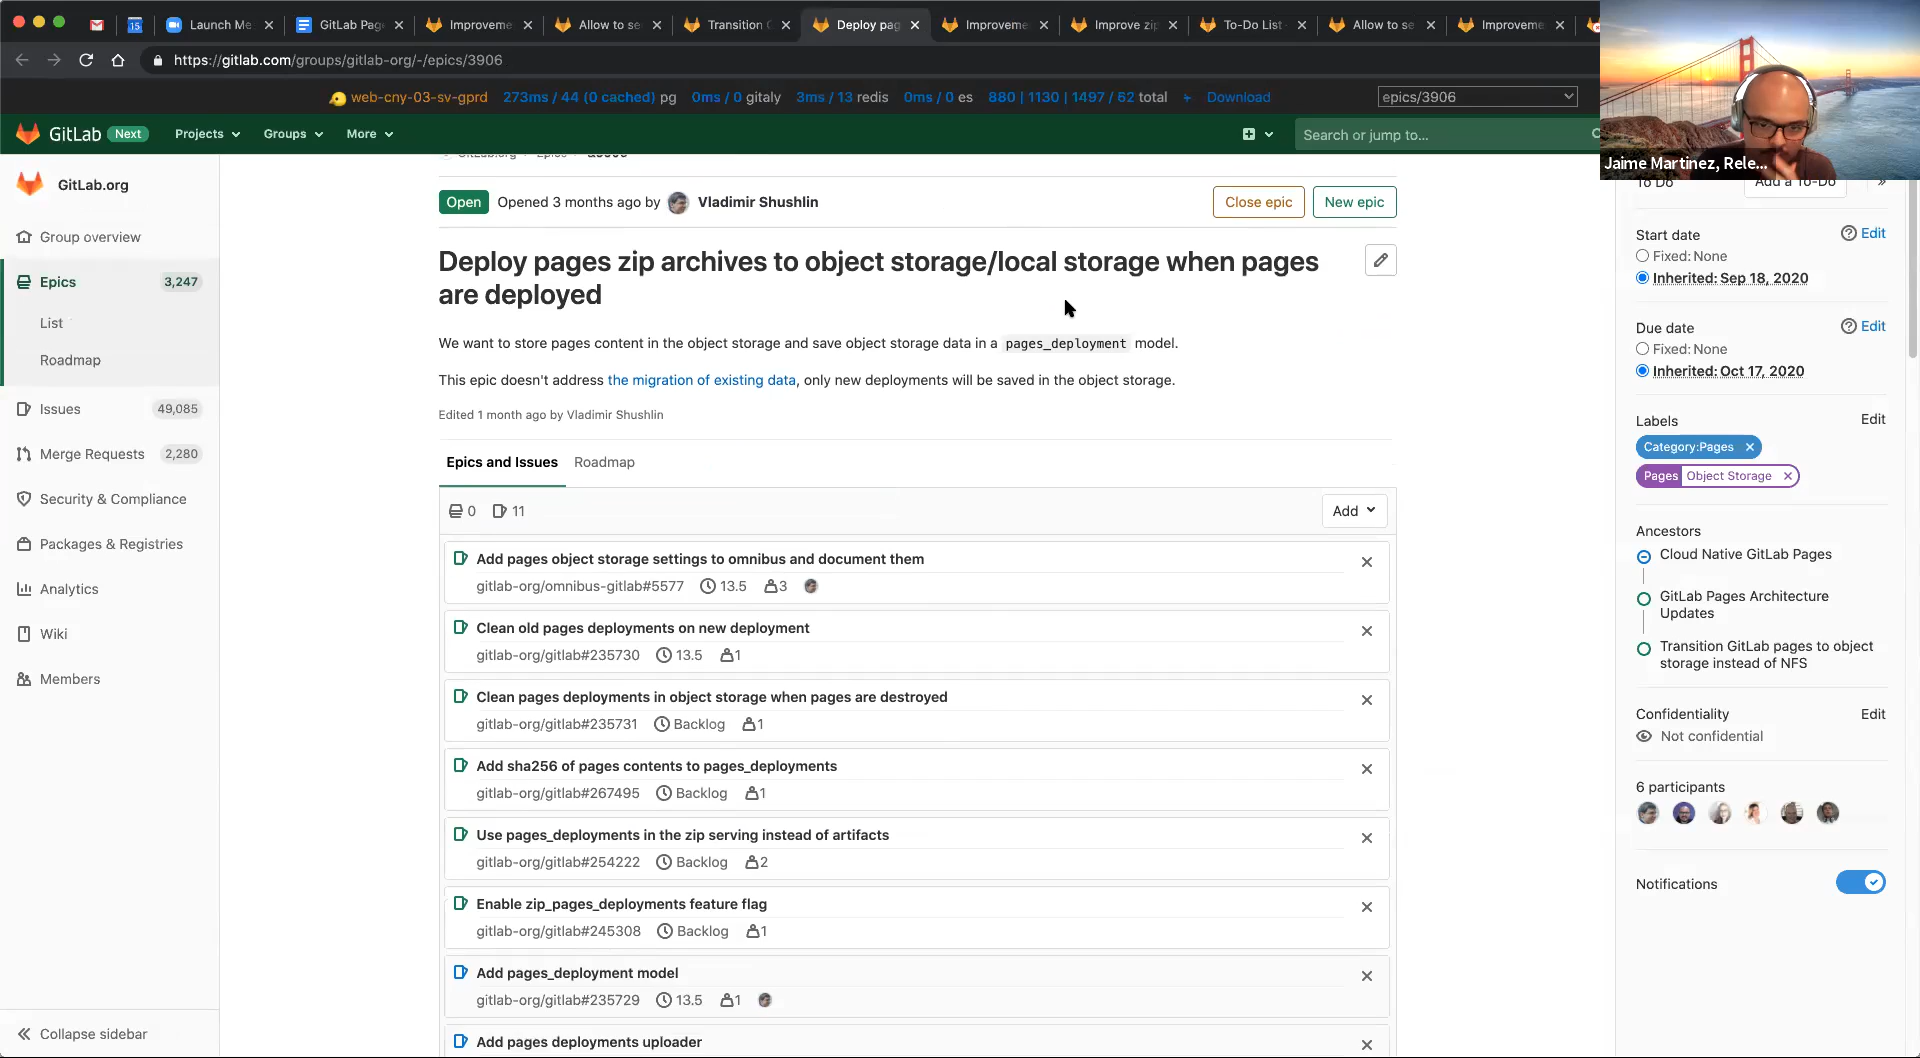 Launch Me
GitLab Pag
Improveme
Allow to se
Transition
Deploy pag
Improveme
Improve zip
To-Do List
Allow to se
Improveme
https://gitlab.com/groups/gitlab-org/-/epics/3906
web-cny-03-sv-gprd 273ms / 44 (0 cached) pg 0ms / 0 gitaly 3ms / 13 redis 0ms / 0 es 880 | 1130 | 1497 / 62 total + Download epics/3906
GitLab Next Projects Groups More Search or jump to...
Jaime Martinez, Rele...
GitLab.org
Group overview
Epics 3,247
List
Roadmap
Issues 49,085
Merge Requests 2,280
Security & Compliance
Packages & Registries
Analytics
Wiki
Members
Collapse sidebar
Open Opened 3 months ago by Vladimir Shushlin Close epic New epic
Deploy pages zip archives to object storage/local storage when pages
are deployed
We want to store pages content in the object storage and save object storage data in a pages_deployment model.
This epic doesn't address the migration of existing data, only new deployments will be saved in the object storage.
Edited 1 month ago by Vladimir Shushlin
Epics and Issues Roadmap
0 11 Add
Add pages object storage settings to omnibus and document them
gitlab-org/omnibus-gitlab#5577 13.5 3
Clean old pages deployments on new deployment
gitlab-org/gitlab#235730 13.5 1
Clean pages deployments in object storage when pages are destroyed
gitlab-org/gitlab#235731 Backlog 1
Add sha256 of pages contents to pages_deployments
gitlab-org/gitlab#267495 Backlog 1
Use pages_deployments in the zip serving instead of artifacts
gitlab-org/gitlab#254222 Backlog 2
Enable zip_pages_deployments feature flag
gitlab-org/gitlab#245308 Backlog 1
Add pages_deployment model
gitlab-org/gitlab#235729 13.5 1
Add pages deployments uploader
To Do Add a To-Do
Start date Edit
Fixed: None
Inherited: Sep 18, 2020
Due date Edit
Fixed: None
Inherited: Oct 17, 2020
Labels Edit
Category:Pages
Pages Object Storage
Ancestors
Cloud Native GitLab Pages
GitLab Pages Architecture
Updates
Transition GitLab pages to object
storage instead of NFS
Confidentiality Edit
Not confidential
6 participants
Notifications